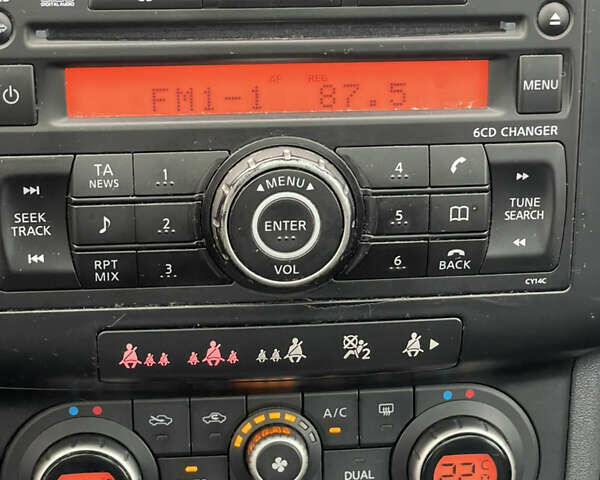 DIGITAL AUDIO
AF REG
FM1-1 87.5
MENU
6CD CHANGER
TA
NEWS
1
4
SEEK
TRACK
2
MENU
ENTER
VOL
5
TUNE
SEARCH
RPT
MIX
3
6
BACK
CY14C
2
A/C
DUAL
22°C